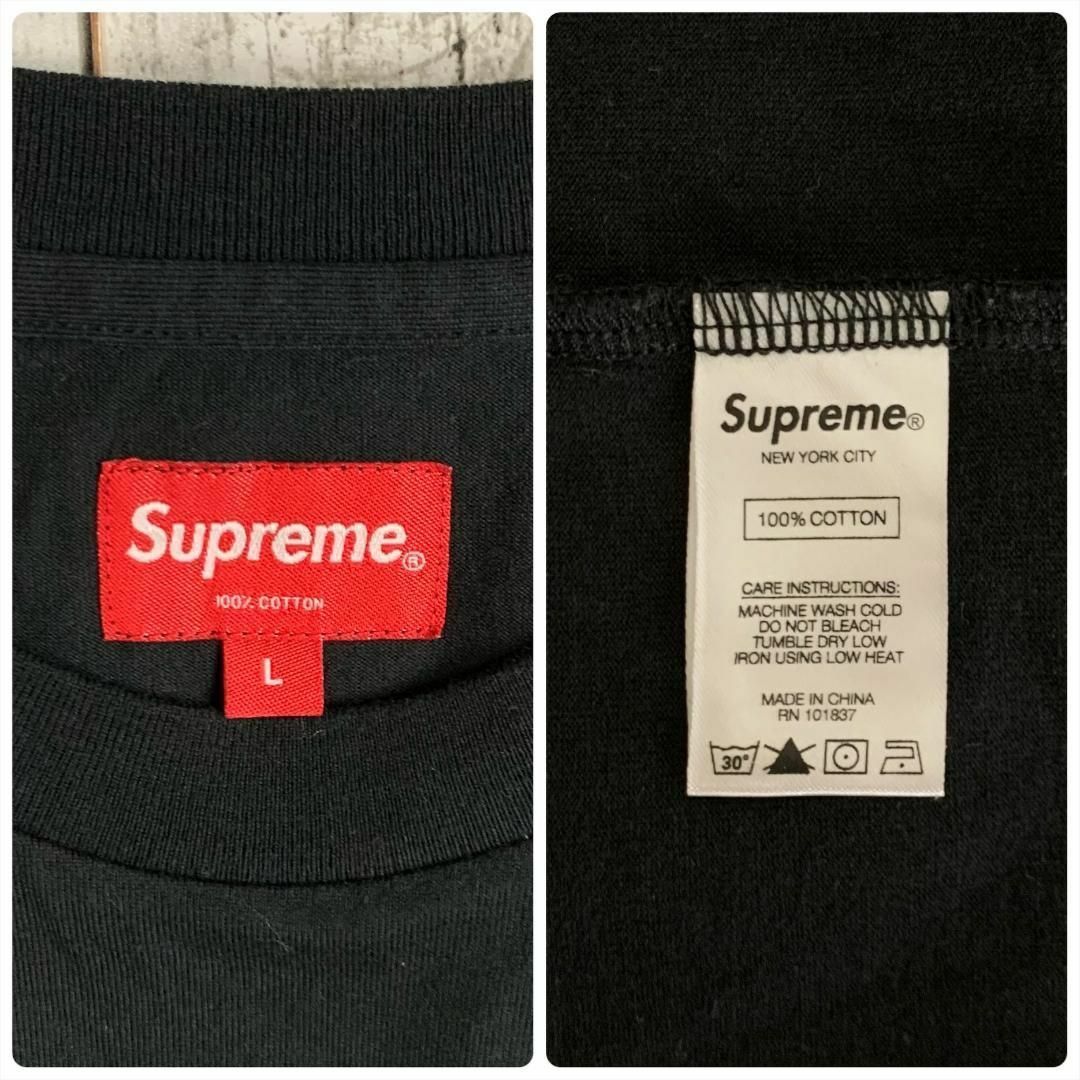 Supreme®
100% COTTON
L
Supreme®
NEW YORK CITY
100% COTTON
CARE INSTRUCTIONS:
MACHINE WASH COLD
DO NOT BLEACH
TUMBLE DRY LOW
IRON USING LOW HEAT
MADE IN CHINA
RN 101837
30°